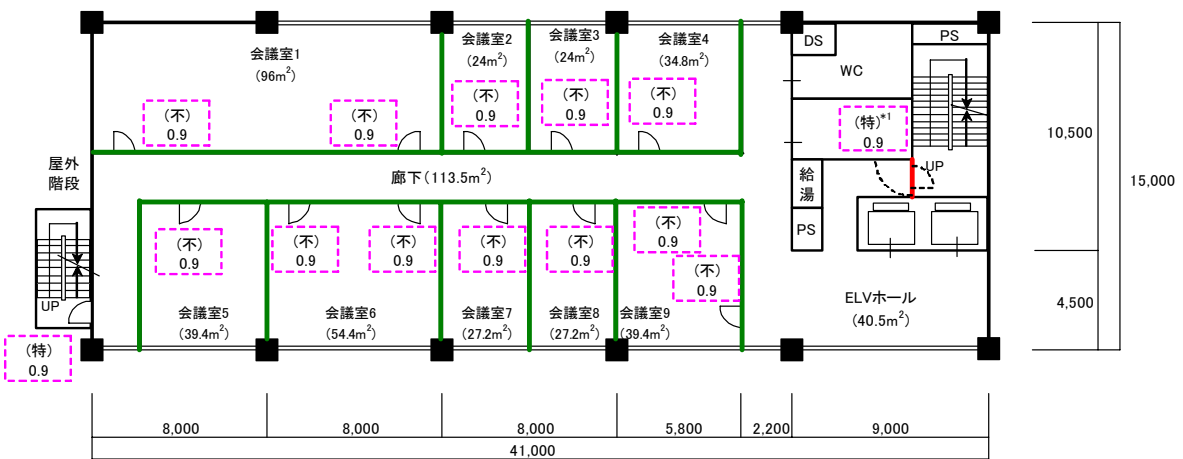 会議室1
(96m²)
会議室2
(24m²)
会議室3
(24m²)
会議室4
(34.8m²)
DS
PS
WC
(不)
0.9
(不)
0.9
(不)
0.9
(不)
0.9
(不)
0.9
(特)*1
0.9
屋外
階段
廊下(113.5m²)
給
湯
UP
PS
(不)
0.9
(不)
0.9
(不)
0.9
(不)
0.9
(不)
0.9
(不)
0.9
(不)
0.9
UP
会議室5
(39.4m²)
会議室6
(54.4m²)
会議室7
(27.2m²)
会議室8
(27.2m²)
会議室9
(39.4m²)
ELVホール
(40.5m²)
(特)
0.9
10,500
15,000
4,500
8,000
8,000
8,000
5,800
2,200
9,000
41,000